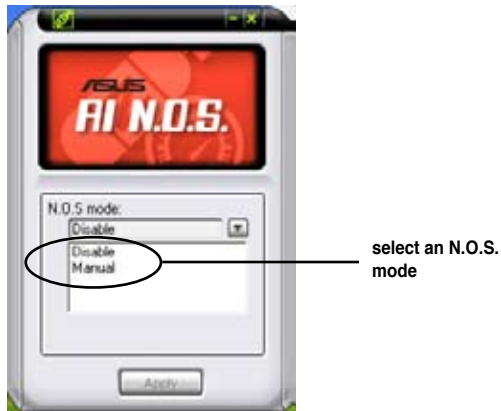 ASUS
AI N.O.S.
N.O.S mode:
Disable
Disable
Manual
select an N.O.S.
mode
Apply